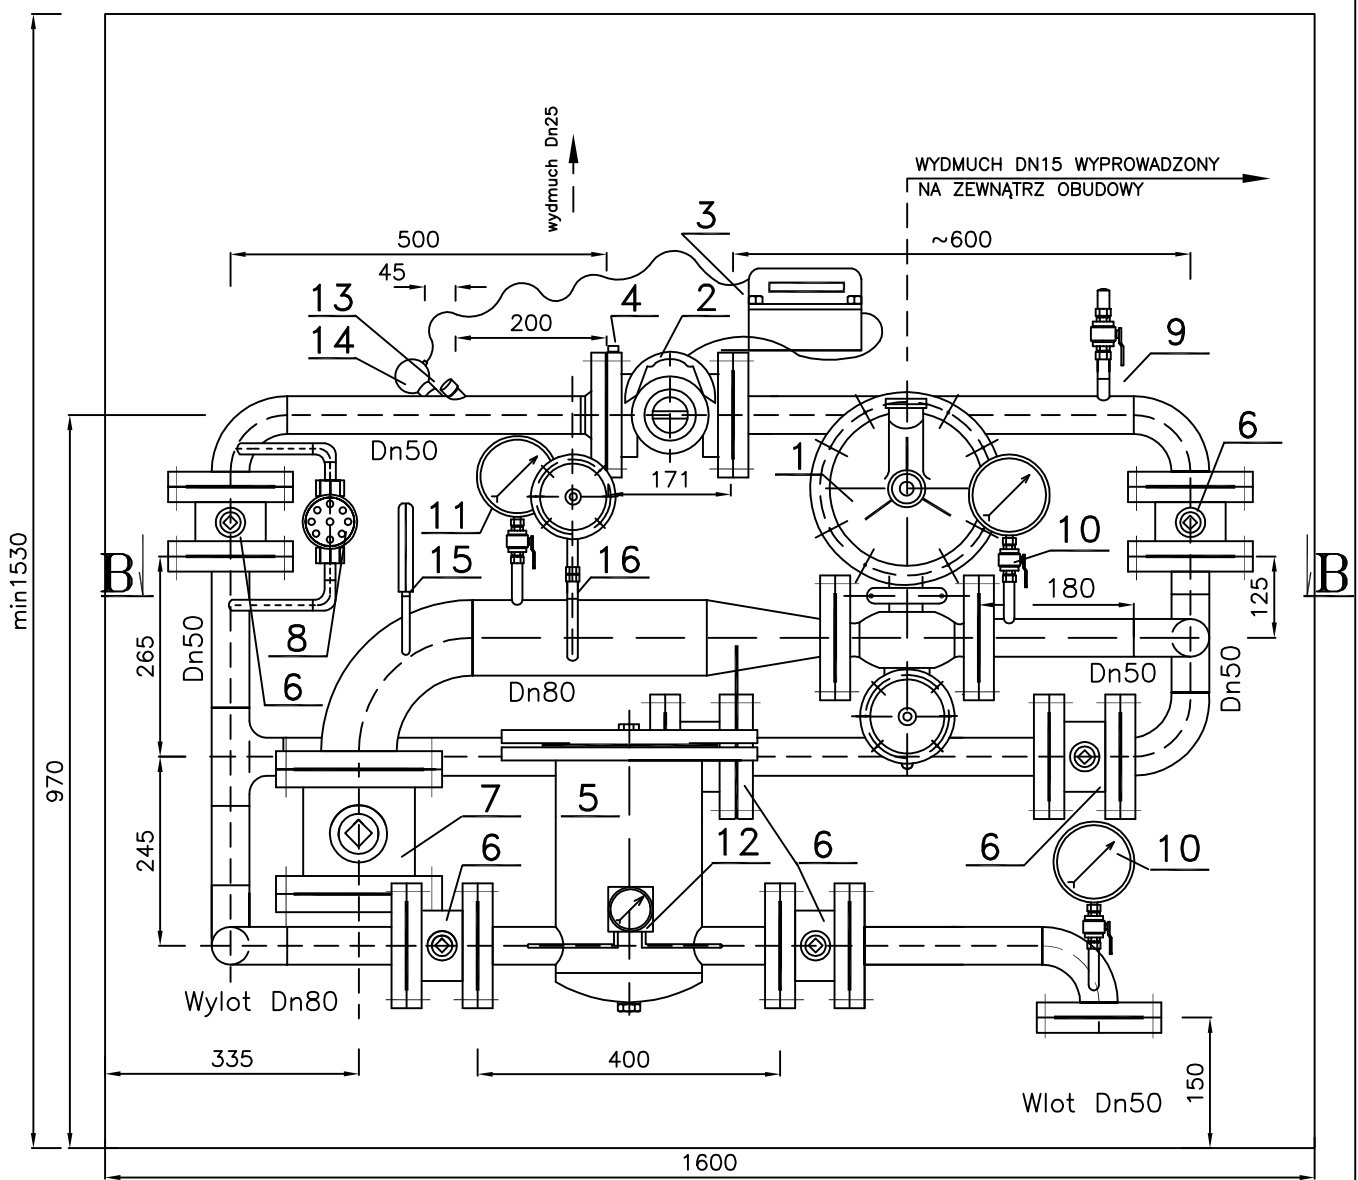 wydmuch Dn25
WYDMUCH DN15 WYPROWADZONY
NA ZEWNĄTRZ OBUDOWY
3
500
~600
45
13
4
2
200
9
14
6
Dn50
1
171
11
10
min1530
B
15
16
B
180
125
8
Dn50
265
Dn50
Dn50
6
Dn80
970
7
5
245
6
12
6
6
10
Wylot Dn80
335
400
150
Wlot Dn50
1600